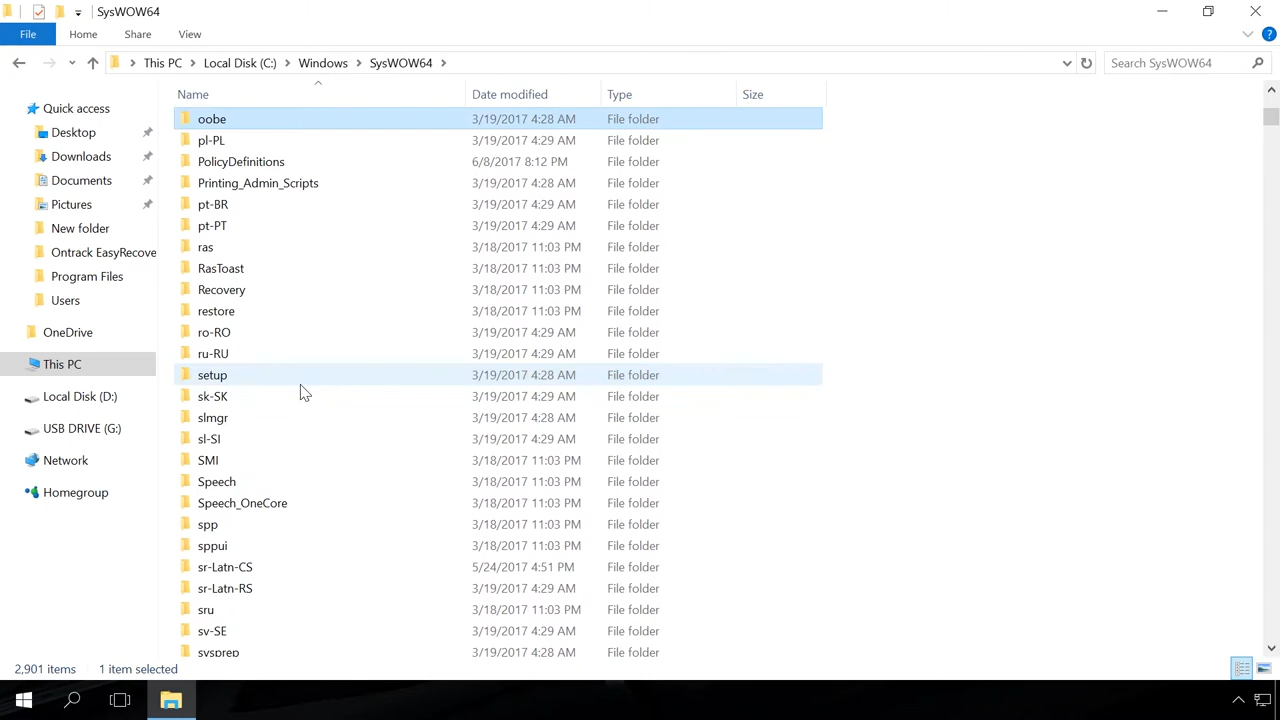 SysWOW64
File Home Share View
This PC Local Disk (C:) Windows SysWOW64 Search SysWOW64
Name Date modified Type Size
Quick access
Desktop
Downloads
Documents
Pictures
New folder
Ontrack EasyRecove
Program Files
Users
OneDrive
This PC
Local Disk (D:)
USB DRIVE (G:)
Network
Homegroup
oobe 3/19/2017 4:28 AM File folder
pl-PL 3/19/2017 4:29 AM File folder
PolicyDefinitions 6/8/2017 8:12 PM File folder
Printing_Admin_Scripts 3/19/2017 4:28 AM File folder
pt-BR 3/19/2017 4:29 AM File folder
pt-PT 3/19/2017 4:29 AM File folder
ras 3/18/2017 11:03 PM File folder
RasToast 3/18/2017 11:03 PM File folder
Recovery 3/18/2017 11:03 PM File folder
restore 3/18/2017 11:03 PM File folder
ro-RO 3/19/2017 4:29 AM File folder
ru-RU 3/19/2017 4:29 AM File folder
setup 3/19/2017 4:28 AM File folder
sk-SK 3/19/2017 4:29 AM File folder
slmgr 3/19/2017 4:28 AM File folder
sl-SI 3/19/2017 4:29 AM File folder
SMI 3/18/2017 11:03 PM File folder
Speech 3/18/2017 11:03 PM File folder
Speech_OneCore 3/18/2017 11:03 PM File folder
spp 3/18/2017 11:03 PM File folder
sppui 3/18/2017 11:03 PM File folder
sr-Latn-CS 5/24/2017 4:51 PM File folder
sr-Latn-RS 3/19/2017 4:29 AM File folder
sru 3/18/2017 11:03 PM File folder
sv-SE 3/19/2017 4:29 AM File folder
sysprep 3/19/2017 4:28 AM File folder
2,901 items 1 item selected